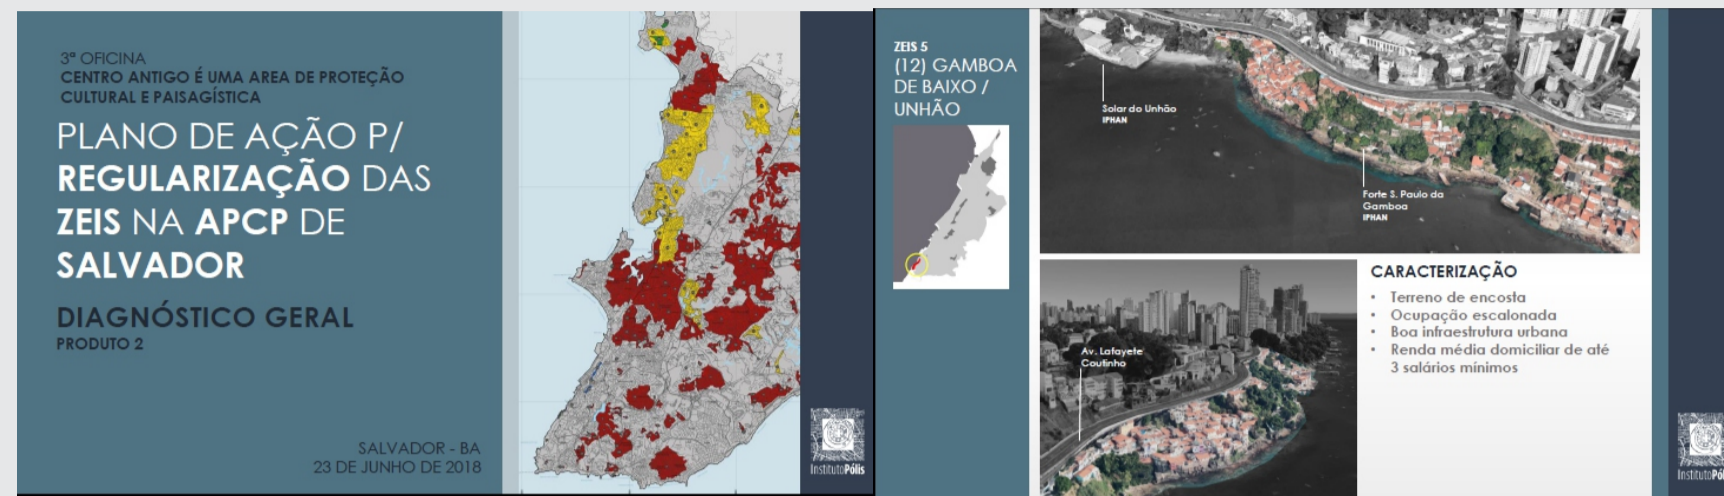 3ª OFICINA
CENTRO ANTIGO É UMA AREA DE PROTEÇÃO
CULTURAL E PAISAGÍSTICA
PLANO DE AÇÃO P/
REGULARIZAÇÃO DAS
ZEIS NA APCP DE
SALVADOR
DIAGNÓSTICO GERAL
PRODUTO 2
SALVADOR - BA
23 DE JUNHO DE 2018
InstitutoPólis
ZEIS 5
(12) GAMBOA
DE BAIXO /
UNHÃO
Solar do Unhão
IPHAN
Forte S. Paulo da
Gamboa
IPHAN
Av. Lafayete
Coutinho
CARACTERIZAÇÃO
• Terreno de encosta
• Ocupação escalonada
• Boa infraestrutura urbana
• Renda média domiciliar de até
3 salários mínimos